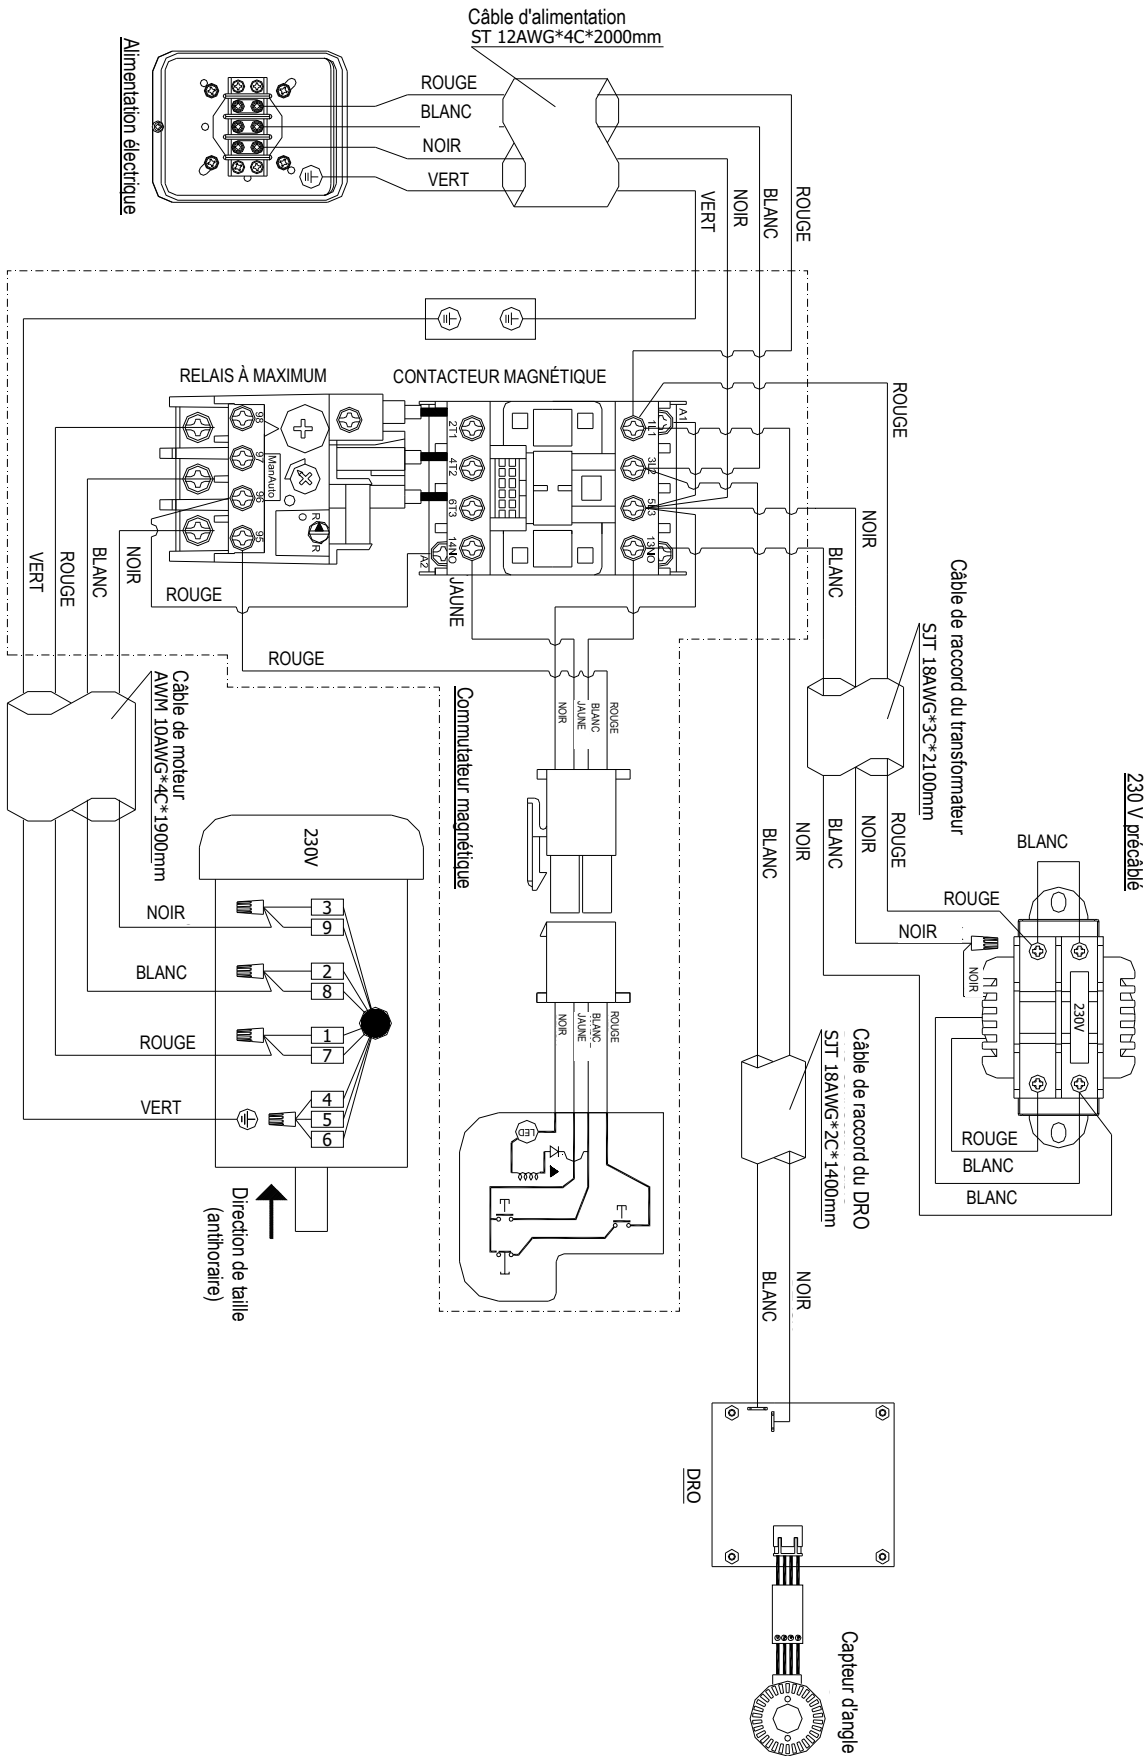 Câble d'alimentation
ST 12AWG*4C*2000mm
Alimentation électrique
ROUGE
BLANC
NOIR
VERT
VERT
NOIR
BLANC
ROUGE
RELAIS À MAXIMUM
CONTACTEUR MAGNÉTIQUE
98
97
96
95
ManAuto
R
R
2T1
4T2
6T3
14NO
A2
A1
1L1
3L2
5L3
13NO
ROUGE
NOIR
BLANC
Câble de raccord du transformateur
SJT 18AWG*3C*2100mm
230 V précâblé
VERT
ROUGE
BLANC
NOIR
ROUGE
JAUNE
ROUGE
Câble de moteur
AWM 10AWG*4C*1900mm
Commutateur magnétique
NOIR
JAUNE
BLANC
ROUGE
BLANC
NOIR
BLANC
NOIR
ROUGE
BLANC
ROUGE
NOIR
NOIR
230V
ROUGE
BLANC
BLANC
230V
NOIR
BLANC
ROUGE
VERT
3
9
2
8
1
7
4
5
6
NOIR
JAUNE
BLANC
ROUGE
LED
Câble de raccord du DRO
SJT 18AWG*2C*1400mm
Direction de taille
(antihoraire)
BLANC
NOIR
DRO
Capteur d'angle